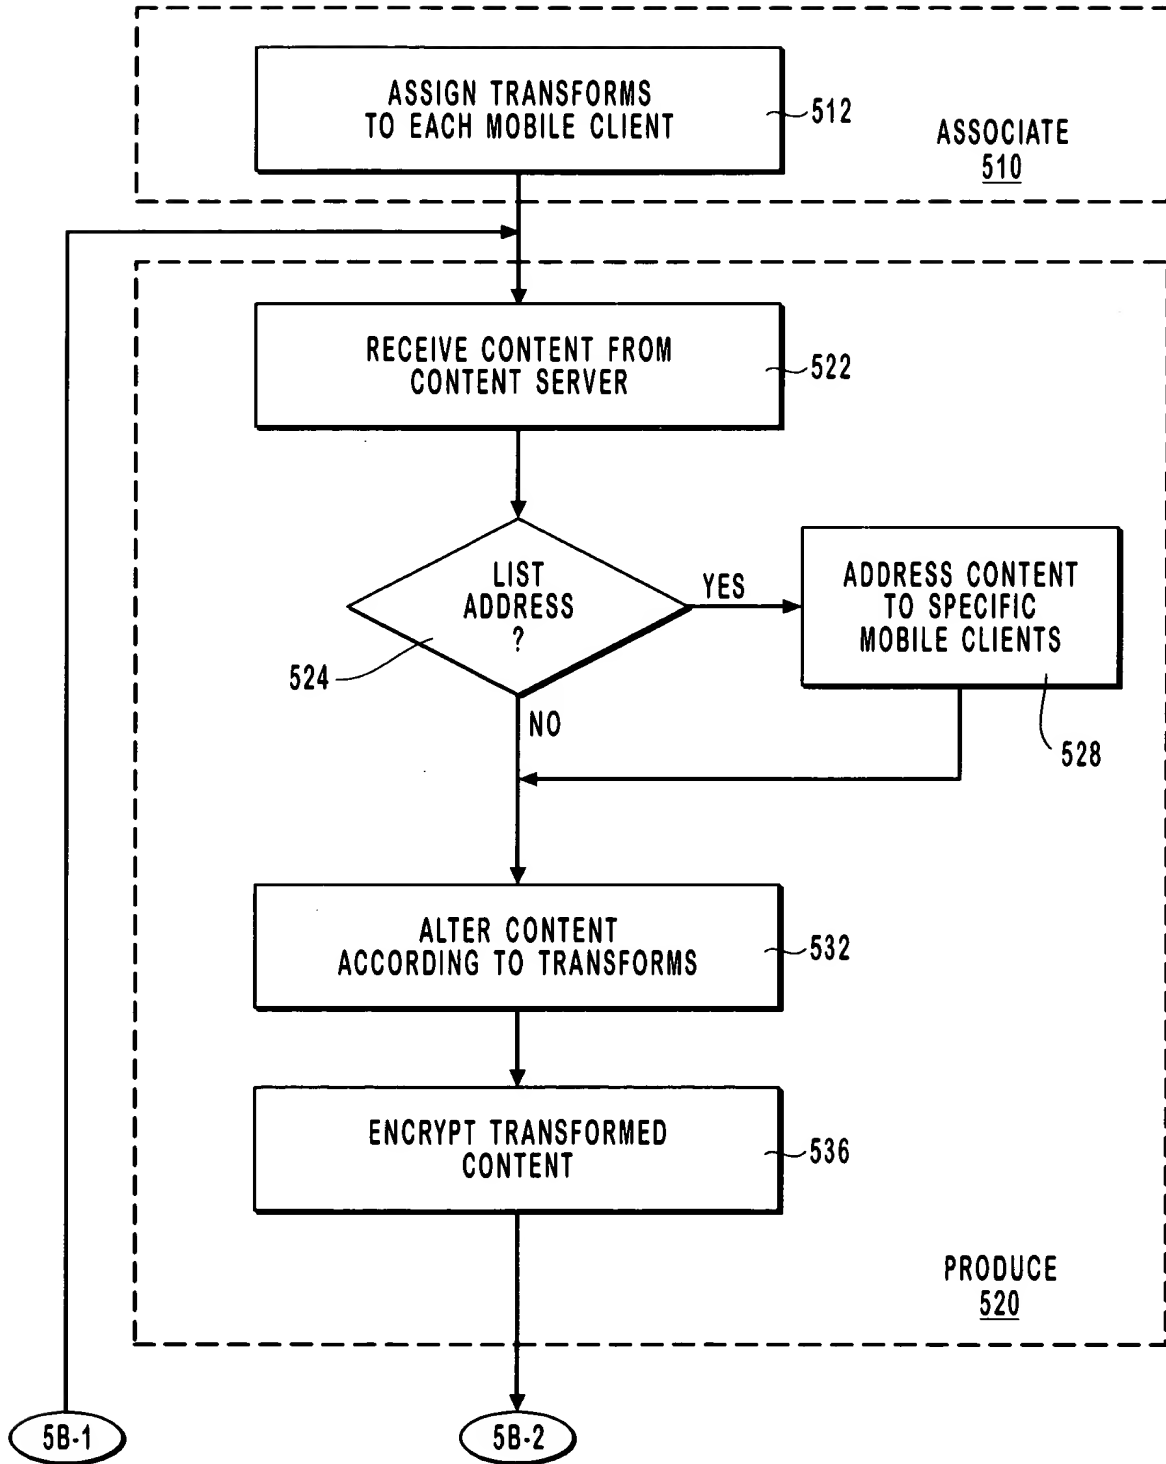 ASSIGN TRANSFORMS
TO EACH MOBILE CLIENT
512
ASSOCIATE
510
RECEIVE CONTENT FROM
CONTENT SERVER
522
LIST
ADDRESS
?
524
YES
NO
ADDRESS CONTENT
TO SPECIFIC
MOBILE CLIENTS
528
ALTER CONTENT
ACCORDING TO TRANSFORMS
532
ENCRYPT TRANSFORMED
CONTENT
536
PRODUCE
520
5B-1
5B-2